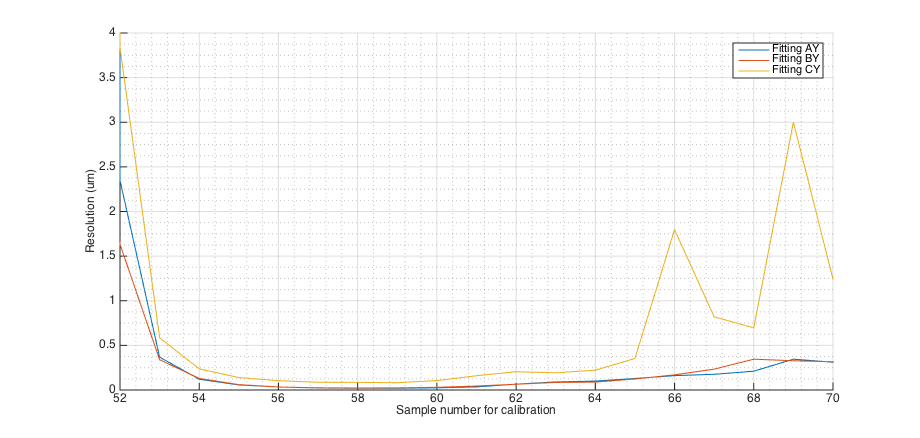 4
3.5
3
2.5
2
1.5
1
0.5
0
Resolution (um)
Fitting AY
Fitting BY
Fitting CY
52 54 56 58 60 62 64 66 68 70
Sample number for calibration